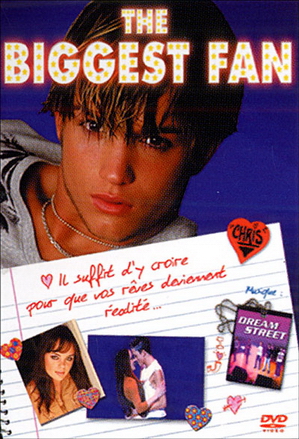 THE
BIGGEST FAN
"CHRIS"
Il suffit d'y croire
pour que vos rêves deviennent
réalité...
Musique :
DREAM
STREET
DVD
VIDEO